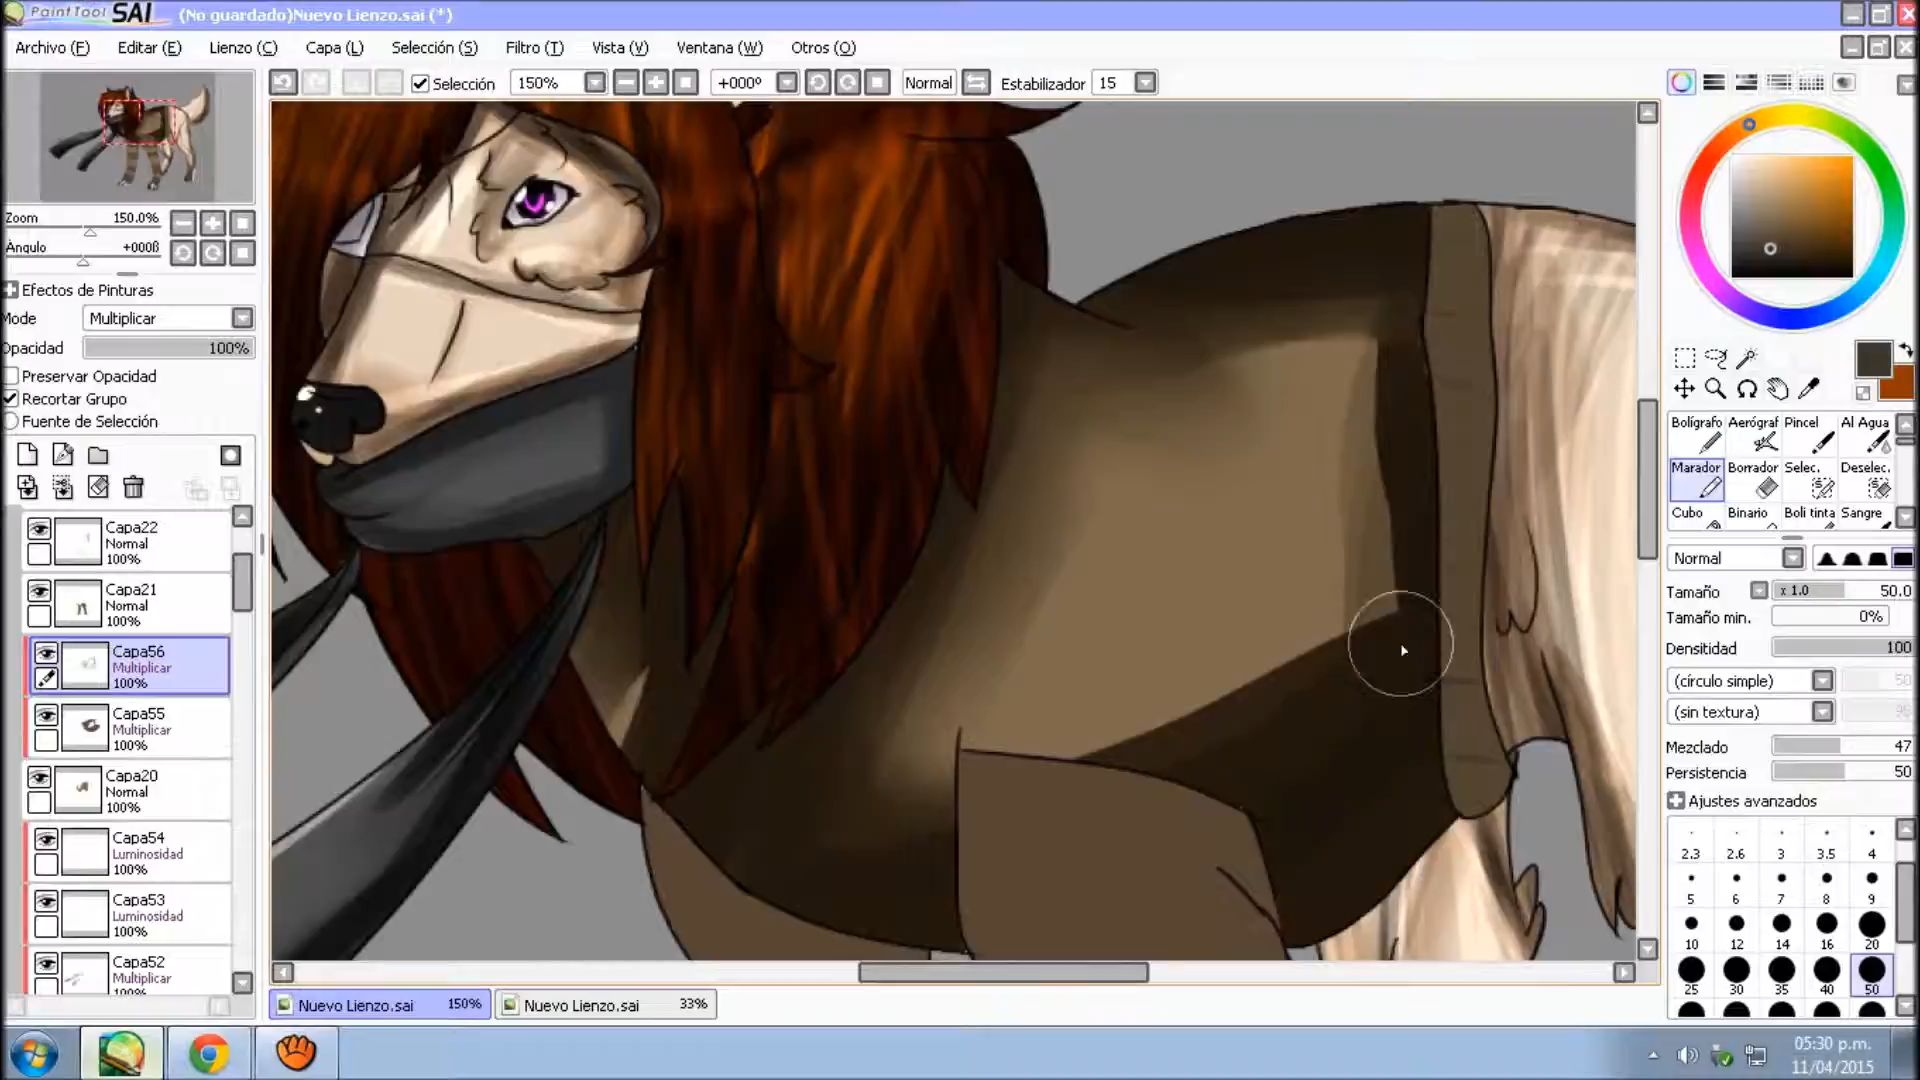 PaintTool SAI (No guardado)Nuevo Lienzo.sai (*)
Archivo (F) Editar (E) Lienzo (C) Capa (L) Selección (S) Filtro (T) Vista (V) Ventana (W) Otros (O)
Selección 150% +000º Normal Estabilizador 15
Zoom 150.0%
Ángulo +000ß
Efectos de Pinturas
Mode Multiplicar
Opacidad 100%
Preservar Opacidad
Recortar Grupo
Fuente de Selección
Capa22
Normal
100%
Capa21
Normal
100%
Capa56
Multiplicar
100%
Capa55
Multiplicar
100%
Capa20
Normal
100%
Capa54
Luminosidad
100%
Capa53
Luminosidad
100%
Capa52
Multiplicar
100%
Bolígrafo Aerógraf Pincel Al Agua
Marador Borrador Selec. Deselec.
Cubo Binario Boli tinta Sangre
Normal
Tamaño x 1.0 50.0
Tamaño min. 0%
Densitidad 100
(círculo simple) 50
(sin textura) 95
Mezclado 47
Persistencia 50
Ajustes avanzados
2.3 2.6 3 3.5 4
5 6 7 8 9
10 12 14 16 20
25 30 35 40 50
Nuevo Lienzo.sai 150% Nuevo Lienzo.sai 33%
05:30 p.m.
11/04/2015